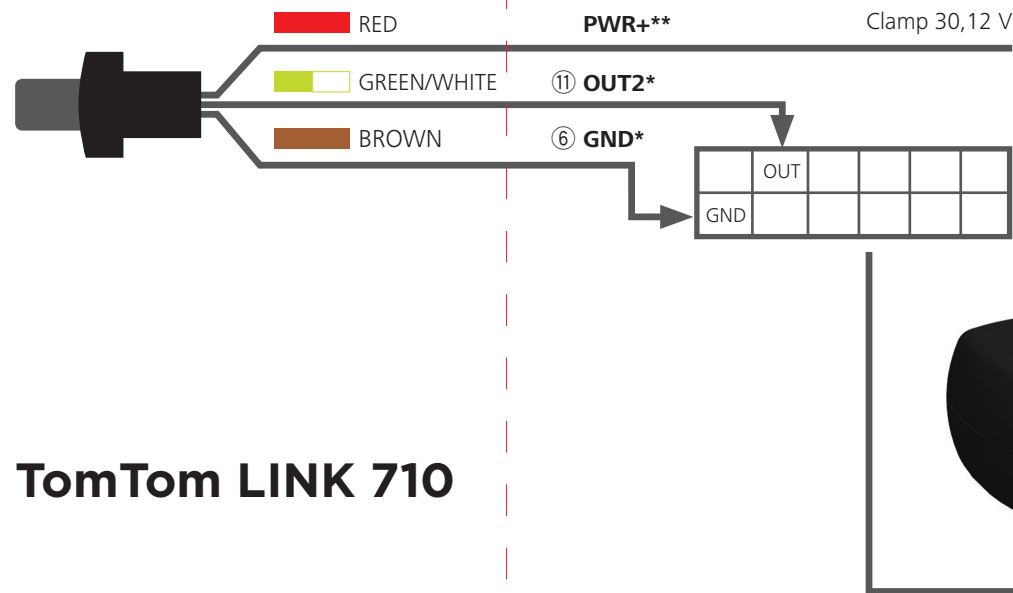 RED PWR+** Clamp 30,12 V
GREEN/WHITE ⑪ OUT2*
BROWN ⑥ GND*
OUT
GND
TomTom LINK 710